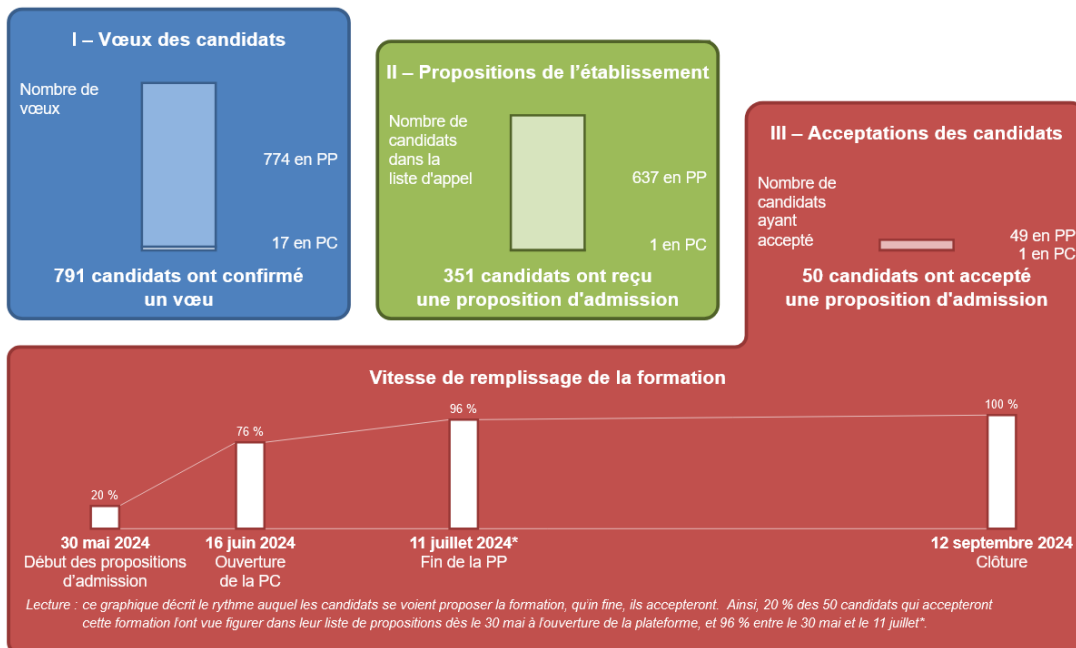 I – Vœux des candidats
Nombre de
vœux
774 en PP
17 en PC
791 candidats ont confirmé
un vœu
II – Propositions de l'établissement
Nombre de
candidats
dans la
liste d'appel
637 en PP
1 en PC
351 candidats ont reçu
une proposition d'admission
III – Acceptations des candidats
Nombre de
candidats
ayant
accepté
49 en PP
1 en PC
50 candidats ont accepté
une proposition d'admission
Vitesse de remplissage de la formation
20 %
76 %
96 %
100 %
30 mai 2024
Début des propositions
d'admission
16 juin 2024
Ouverture
de la PC
11 juillet 2024*
Fin de la PP
12 septembre 2024
Clôture
Lecture : ce graphique décrit le rythme auquel les candidats se voient proposer la formation, qu'in fine, ils accepteront. Ainsi, 20 % des 50 candidats qui accepteront
cette formation l'ont vue figurer dans leur liste de propositions dès le 30 mai à l'ouverture de la plateforme, et 96 % entre le 30 mai et le 11 juillet*.